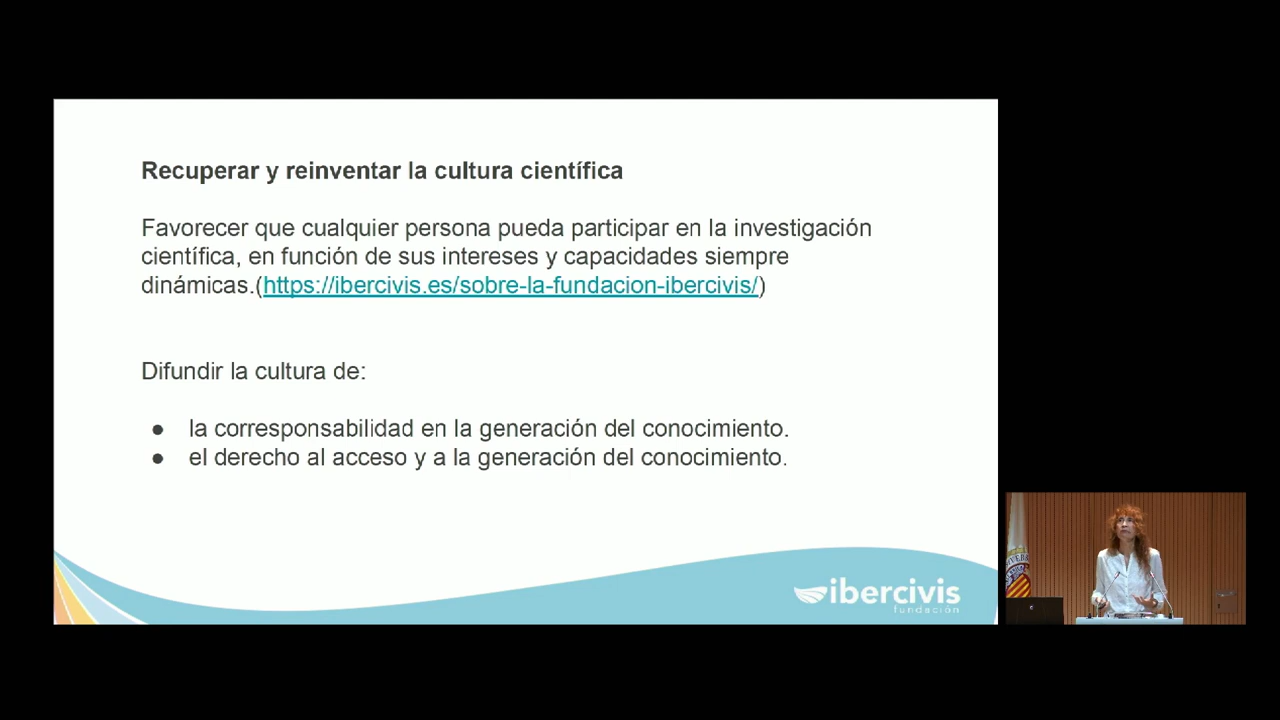 Recuperar y reinventar la cultura científica
Favorecer que cualquier persona pueda participar en la investigación
científica, en función de sus intereses y capacidades siempre
dinámicas.(https://ibercivis.es/sobre-la-fundacion-ibercivis/)
Difundir la cultura de:
● la corresponsabilidad en la generación del conocimiento.
● el derecho al acceso y a la generación del conocimiento.
ibercivis
fundación